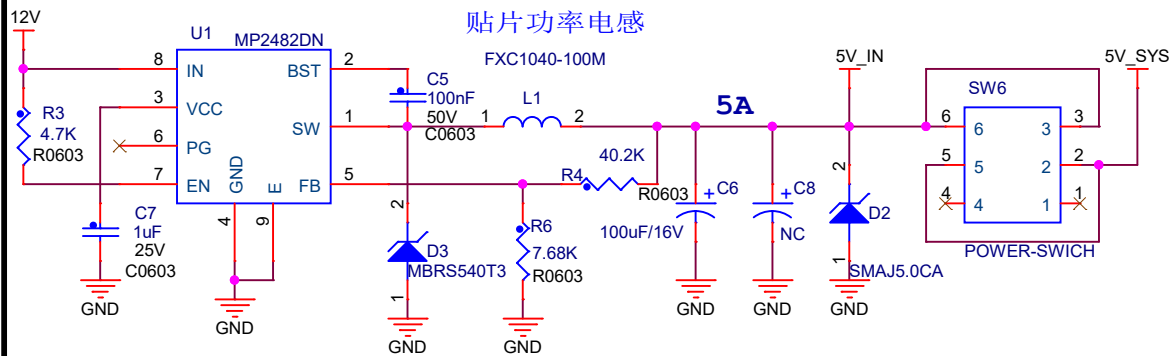 贴片功率电感
12V
U1
MP2482DN
FXC1040-100M
5V_IN
5V_SYS
8
IN
BST
2
C5
100nF
50V
C0603
L1
1
2
5A
SW6
R3
4.7K
R0603
3
VCC
SW
1
6
6
3
3
6
PG
40.2K
5
5
2
2
7
EN
GND
E
FB
5
R4
R0603
C6
C8
2
4
4
1
1
C7
1uF
25V
C0603
4
9
2
R6
7.68K
R0603
100uF/16V
NC
D2
D3
MBRS540T3
1
SMAJ5.0CA
1
POWER-SWICH
GND
GND
GND
GND
GND
GND
GND